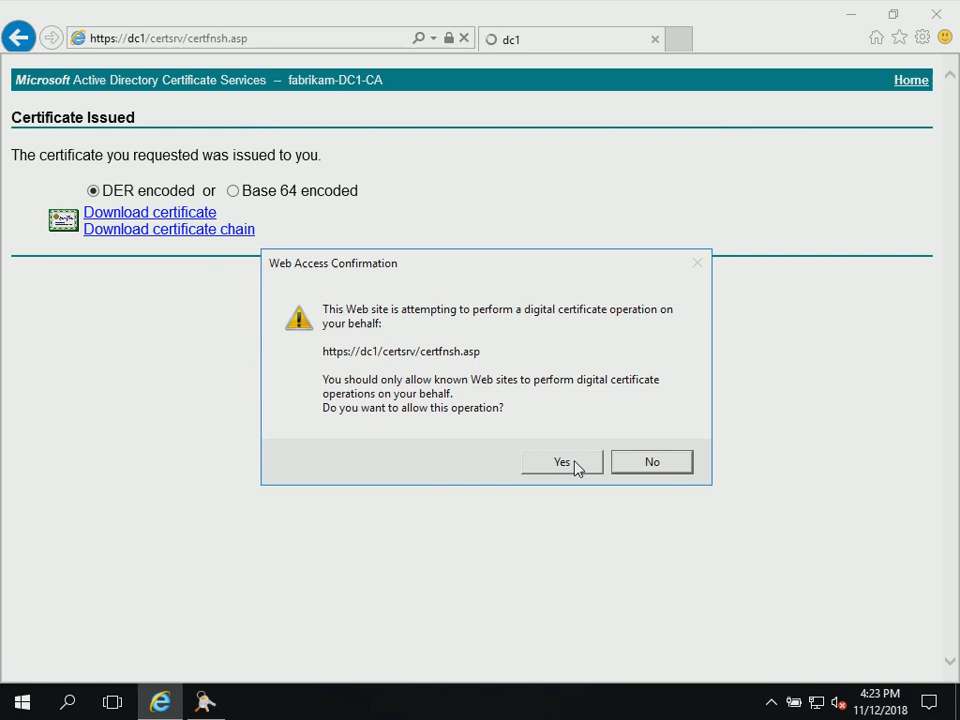 https://dc1/certsrv/certfnsh.asp
dc1
Microsoft Active Directory Certificate Services -- fabrikam-DC1-CA
Home
Certificate Issued
The certificate you requested was issued to you.
DER encoded or Base 64 encoded
Download certificate
Download certificate chain
Web Access Confirmation
This Web site is attempting to perform a digital certificate operation on
your behalf:
https://dc1/certsrv/certfnsh.asp
You should only allow known Web sites to perform digital certificate
operations on your behalf.
Do you want to allow this operation?
Yes
No
4:23 PM
11/12/2018